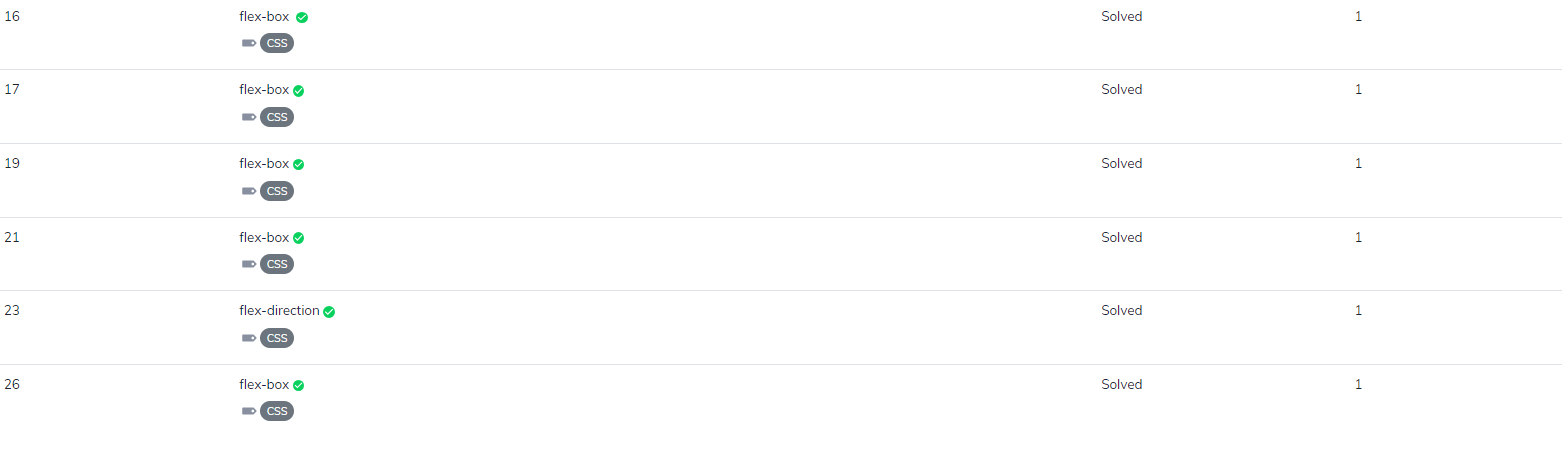 16 flex-box Solved 1
CSS
17 flex-box Solved 1
CSS
19 flex-box Solved 1
CSS
21 flex-box Solved 1
CSS
23 flex-direction Solved 1
CSS
26 flex-box Solved 1
CSS